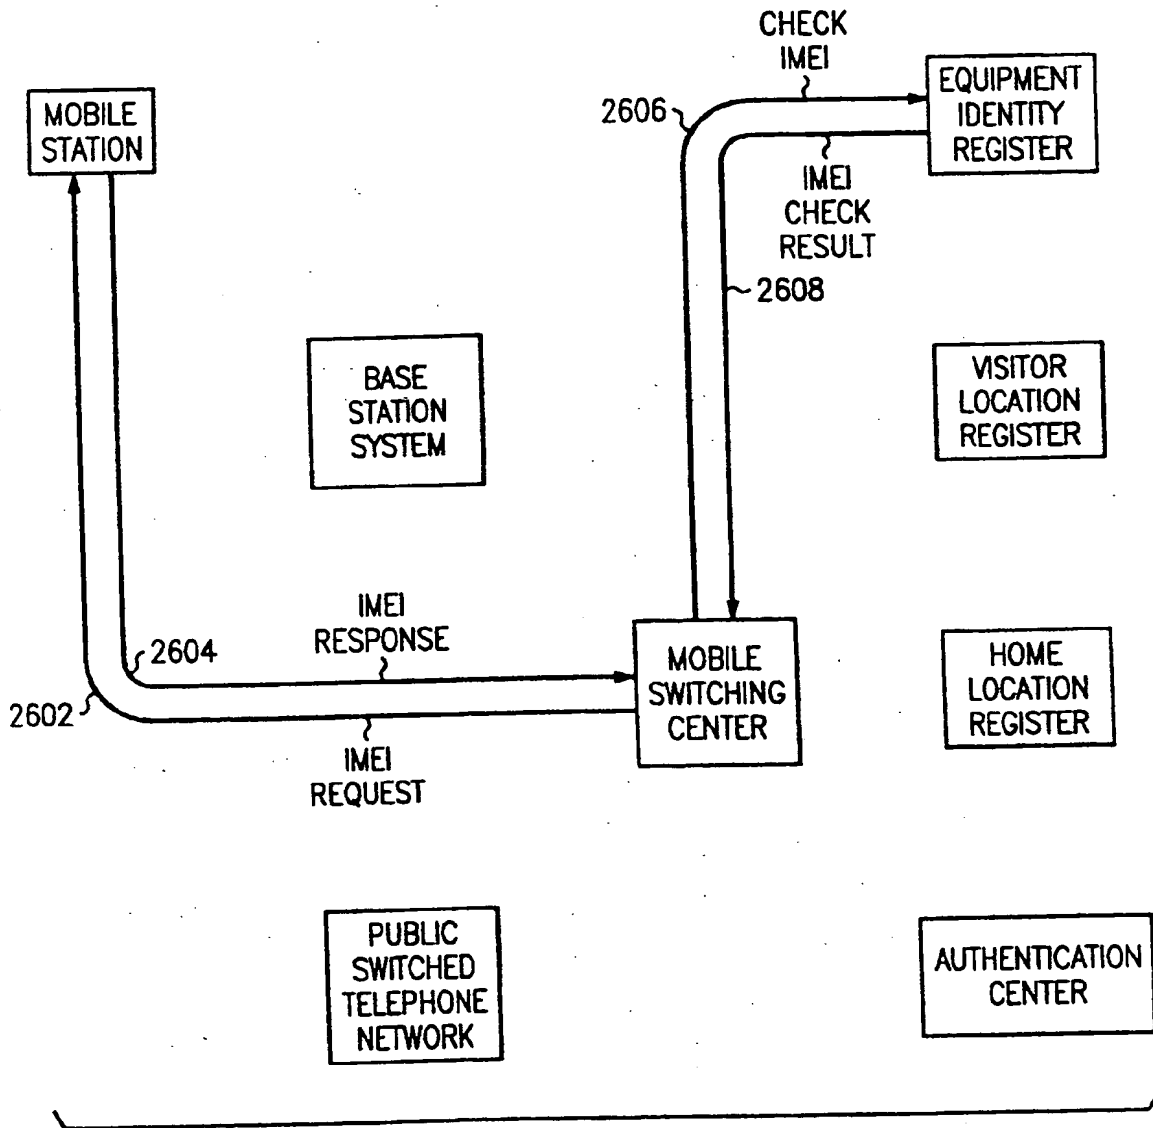 CHECK
IMEI
EQUIPMENT
IDENTITY
REGISTER
2606
MOBILE
STATION
IMEI
CHECK
RESULT
2608
BASE
STATION
SYSTEM
VISITOR
LOCATION
REGISTER
IMEI
RESPONSE
2604
2602
MOBILE
SWITCHING
CENTER
HOME
LOCATION
REGISTER
IMEI
REQUEST
PUBLIC
SWITCHED
TELEPHONE
NETWORK
AUTHENTICATION
CENTER